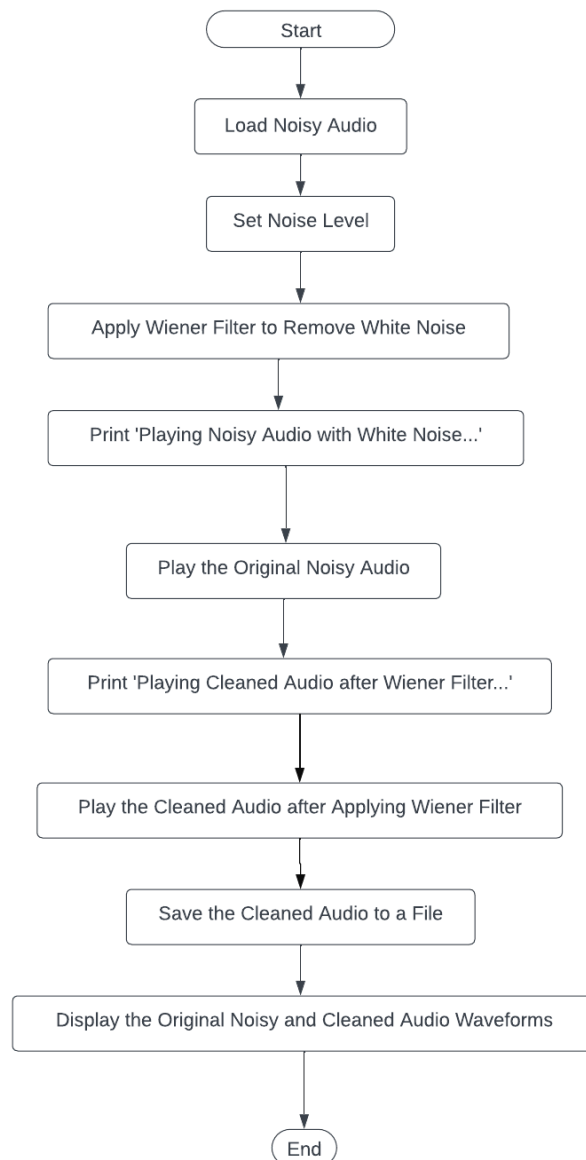 Start
Load Noisy Audio
Set Noise Level
Apply Wiener Filter to Remove White Noise
Print 'Playing Noisy Audio with White Noise...'
Play the Original Noisy Audio
Print 'Playing Cleaned Audio after Wiener Filter...'
Play the Cleaned Audio after Applying Wiener Filter
Save the Cleaned Audio to a File
Display the Original Noisy and Cleaned Audio Waveforms
End